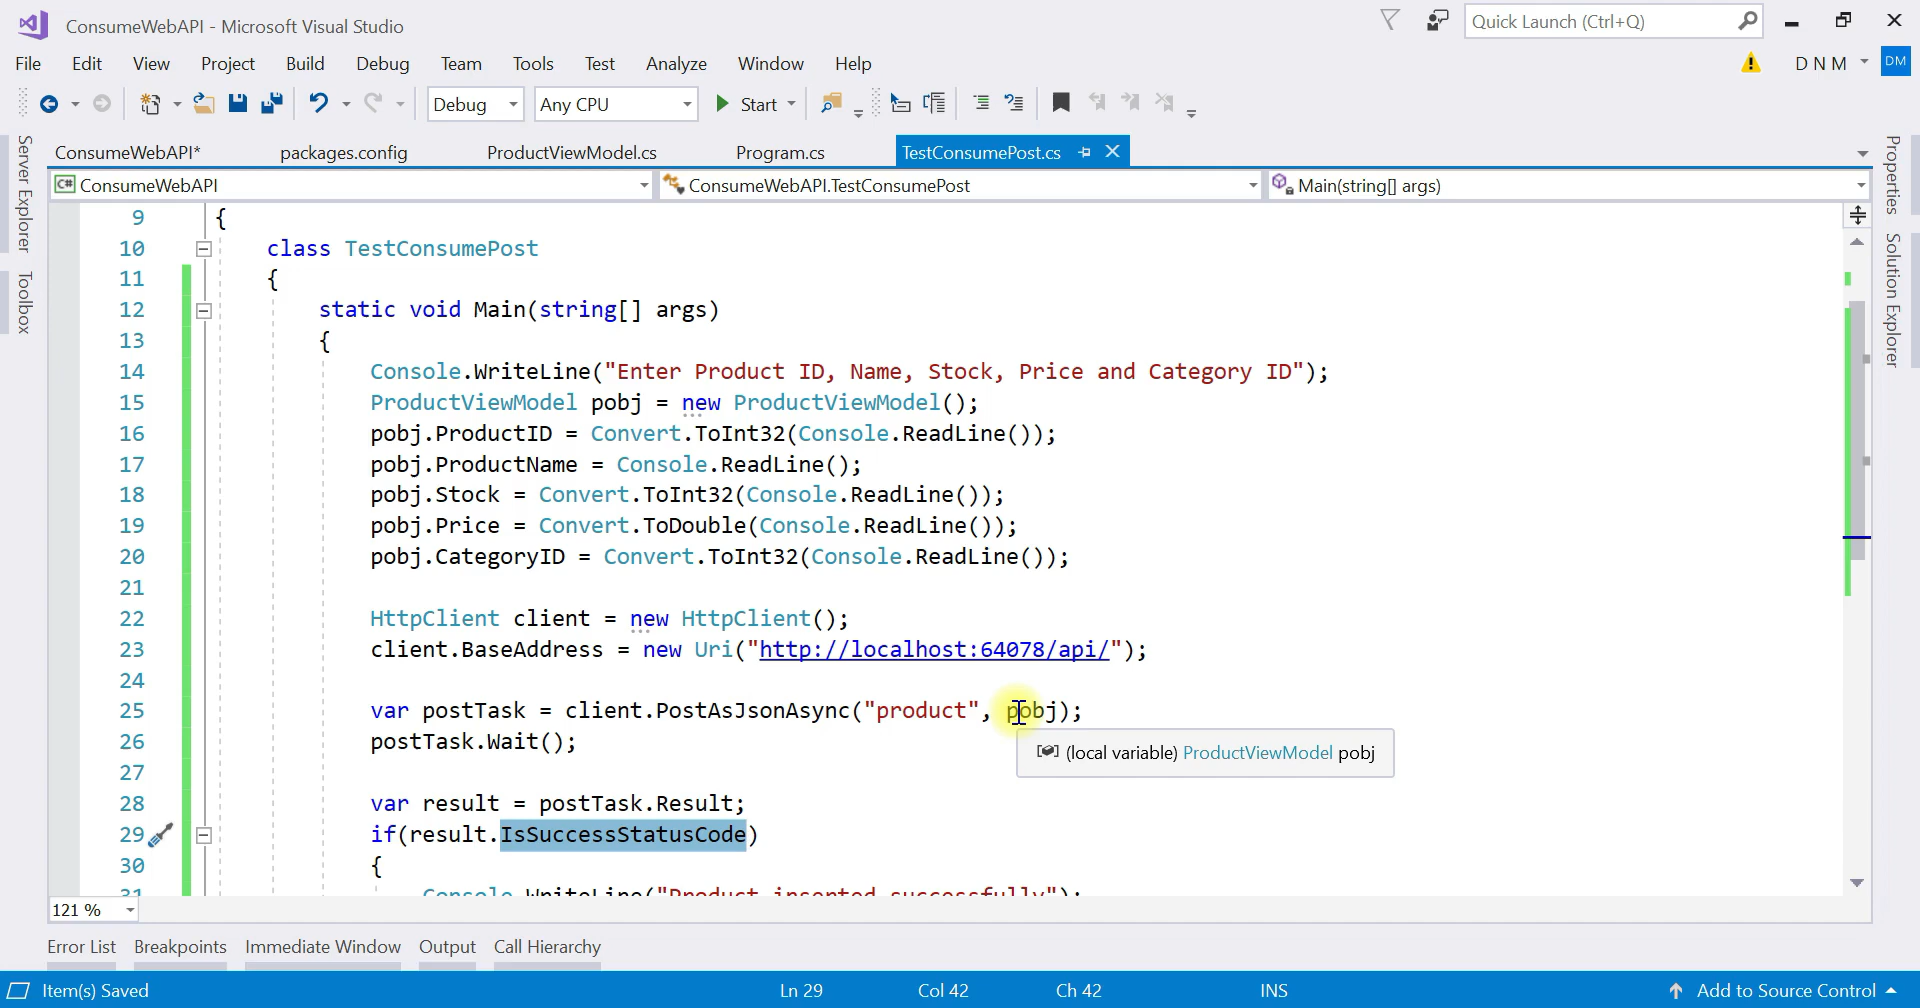 ConsumeWebAPI - Microsoft Visual Studio
Quick Launch (Ctrl+Q)
File Edit View Project Build Debug Team Tools Test Analyze Window Help
D N M
DM
Debug
Any CPU
Start
ConsumeWebAPI*
packages.config
ProductViewModel.cs
Program.cs
TestConsumePost.cs
C# ConsumeWebAPI
ConsumeWebAPI.TestConsumePost
Main(string[] args)
Server Explorer
Toolbox
Properties
Solution Explorer
9 {
10 class TestConsumePost
11 {
12 static void Main(string[] args)
13 {
14 Console.WriteLine("Enter Product ID, Name, Stock, Price and Category ID");
15 ProductViewModel pobj = new ProductViewModel();
16 pobj.ProductID = Convert.ToInt32(Console.ReadLine());
17 pobj.ProductName = Console.ReadLine();
18 pobj.Stock = Convert.ToInt32(Console.ReadLine());
19 pobj.Price = Convert.ToDouble(Console.ReadLine());
20 pobj.CategoryID = Convert.ToInt32(Console.ReadLine());
21
22 HttpClient client = new HttpClient();
23 client.BaseAddress = new Uri("http://localhost:64078/api/");
24
25 var postTask = client.PostAsJsonAsync("product", pobj);
26 postTask.Wait();
(local variable) ProductViewModel pobj
27
28 var result = postTask.Result;
29 if(result.IsSuccessStatusCode)
30 {
31 Console.WriteLine("Product inserted successfully");
121 %
Error List Breakpoints Immediate Window Output Call Hierarchy
Item(s) Saved
Ln 29
Col 42
Ch 42
INS
Add to Source Control